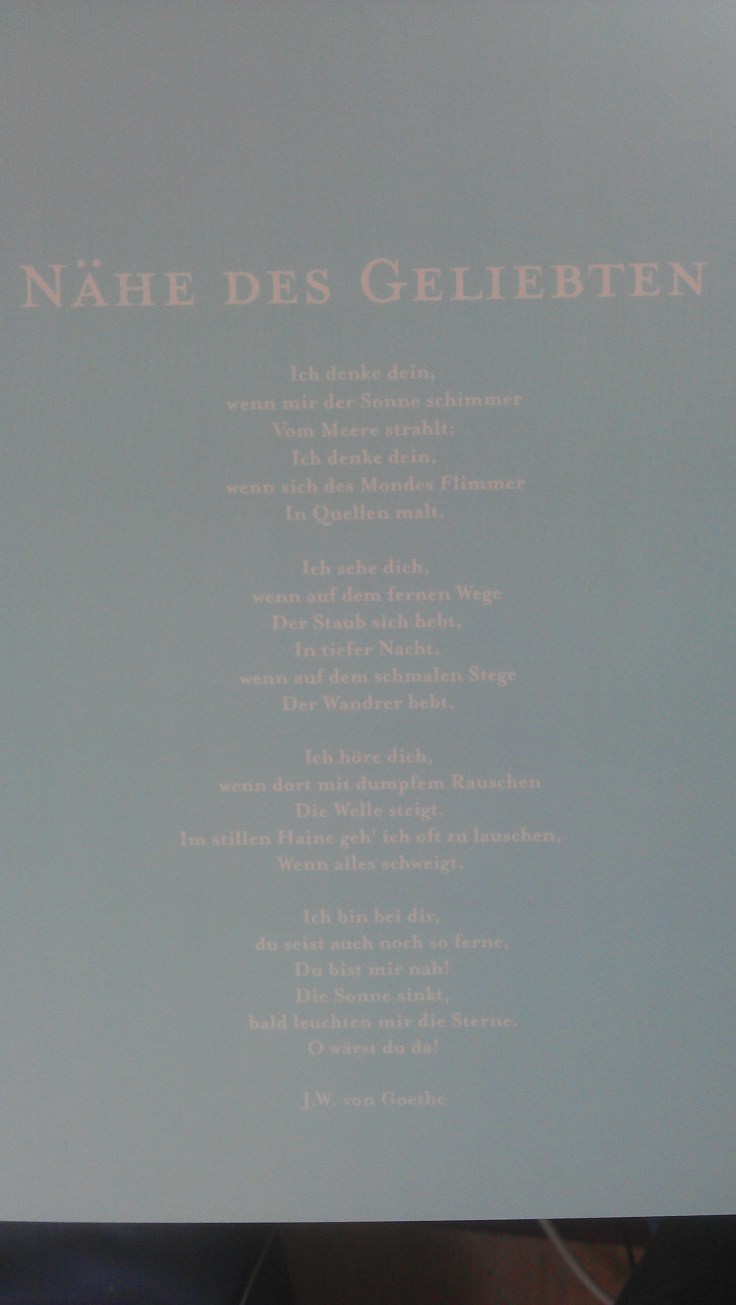 NÄHE DES GELIEBTEN
Ich denke dein,
wenn mir der Sonne schimmer
Vom Meere strahlt;
Ich denke dein,
wenn sich des Mondes Flimmer
In Quellen malt.
Ich sehe dich,
wenn auf dem fernen Wege
Der Staub sich hebt,
In tiefer Nacht,
wenn auf dem schmalen Stege
Der Wandrer bebt.
Ich höre dich,
wenn dort mit dumpfem Rauschen
Die Welle steigt.
Im stillen Haine geh' ich oft zu lauschen,
Wenn alles schweigt.
Ich bin bei dir,
du seist auch noch so ferne,
Du bist mir nah!
Die Sonne sinkt,
bald leuchten mir die Sterne.
O wärst du da!
J.W. von Goethe